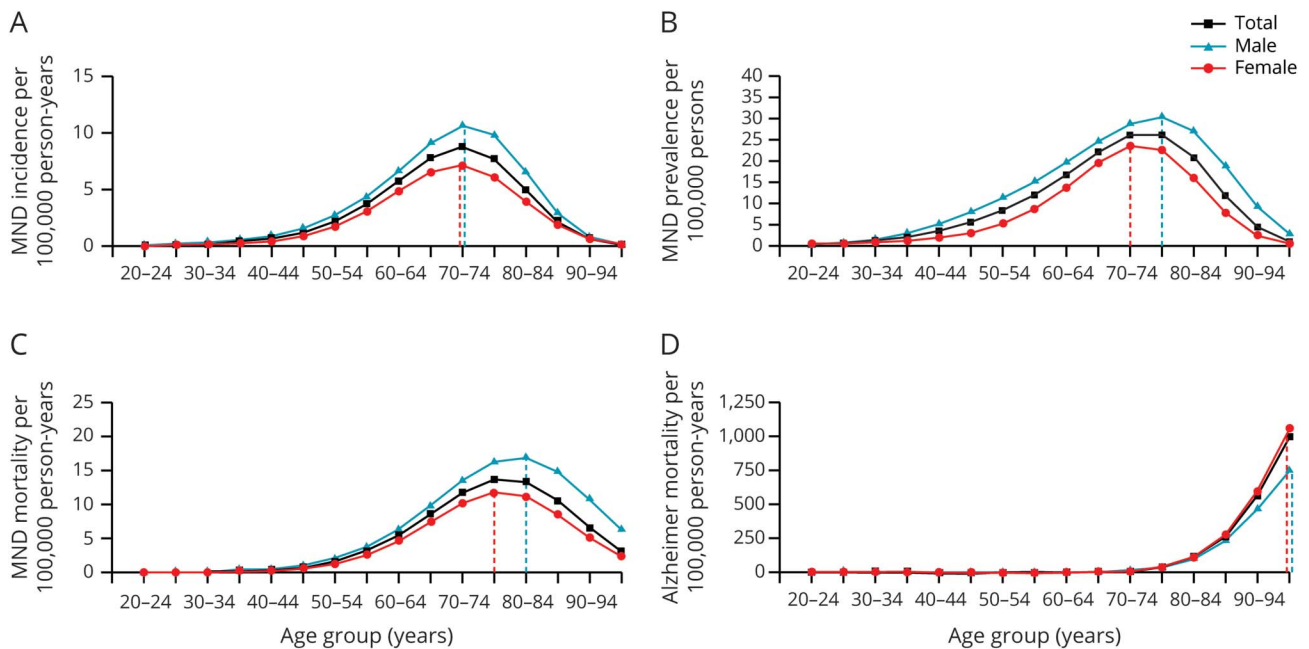 A
MND incidence per
100,000 person-years
15
10
5
0
20–24 30–34 40–44 50–54 60–64 70–74 80–84 90–94
B
Total
Male
Female
MND prevalence per
100,000 persons
40
35
30
25
20
15
10
5
0
20–24 30–34 40–44 50–54 60–64 70–74 80–84 90–94
C
MND mortality per
100,000 person-years
25
20
15
10
5
0
20–24 30–34 40–44 50–54 60–64 70–74 80–84 90–94
Age group (years)
D
Alzheimer mortality per
100,000 person-years
1,250
1,000
750
500
250
0
20–24 30–34 40–44 50–54 60–64 70–74 80–84 90–94
Age group (years)